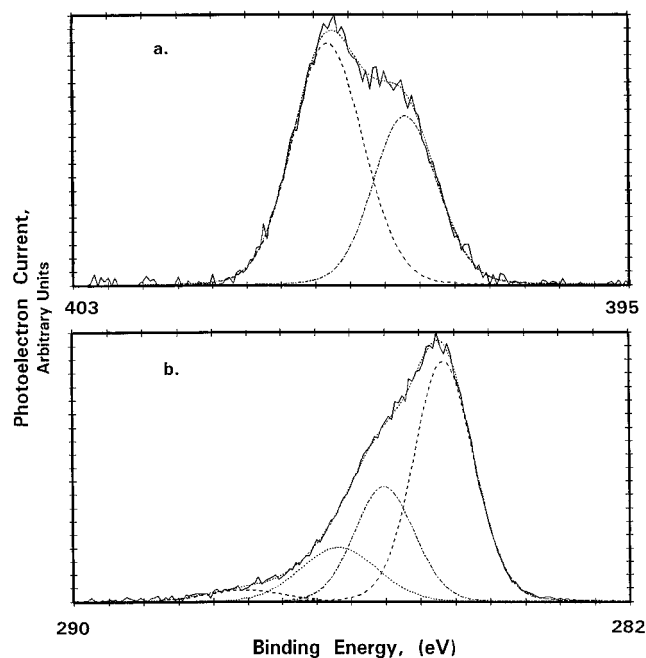 a.
403
395
b.
290
282
Photoelectron Current,
Arbitrary Units
Binding Energy, (eV)